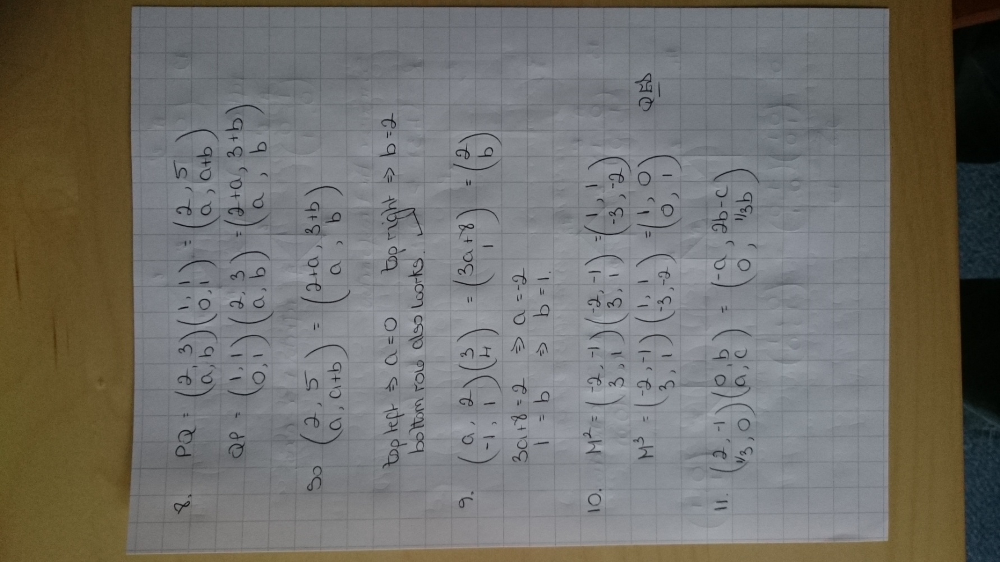 8. PQ = (2, 3 / a, b)(1, 1 / 0, 1) = (2, 5 / a, a+b)
QP = (1, 1 / 0, 1)(2, 3 / a, b) = (2+a, 3+b / a, b)
So (2, 5 / a, a+b) = (2+a, 3+b / a, b)
top left ⇒ a=0 top right ⇒ b=2
bottom row also works.
9. (a, 2 / -1, 1)(3 / 4) = (3a+8 / 1) = (2 / b)
3a+8=2 ⇒ a=-2
1 = b ⇒ b=1.
10. M² = (-2, -1 / 3, 1)(-2, -1 / 3, 1) = (1, 1 / -3, -2)
M³ = (-2, -1 / 3, 1)(1, 1 / -3, -2) = (1, 0 / 0, 1) QED
11. (2, -1 / 1/3, 0)(0, b / a, c) = (-a, 2b-c / 0, 1/3b)